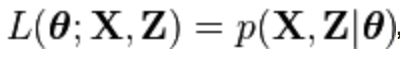 L(θ; X, Z) = p(X, Z|θ),